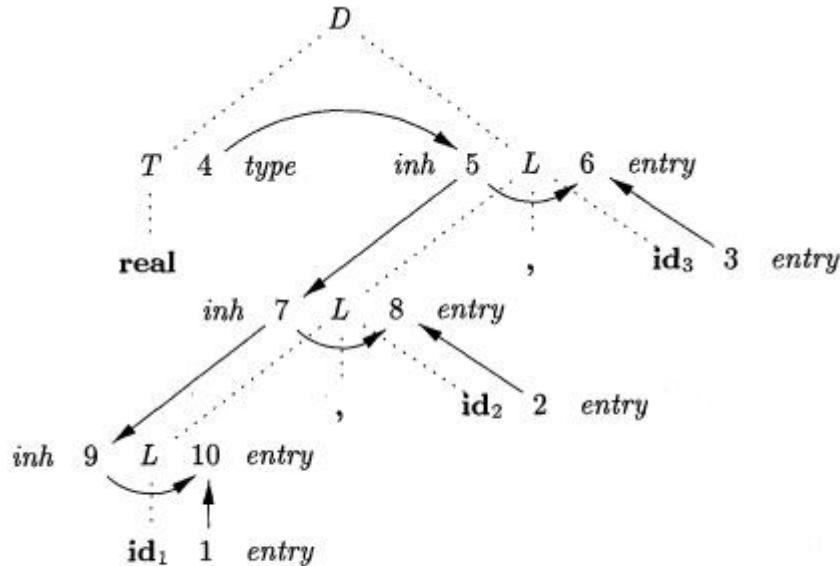 D
T 4 type inh 5 L 6 entry
real , id₃ 3 entry
inh 7 L 8 entry
, id₂ 2 entry
inh 9 L 10 entry
id₁ 1 entry